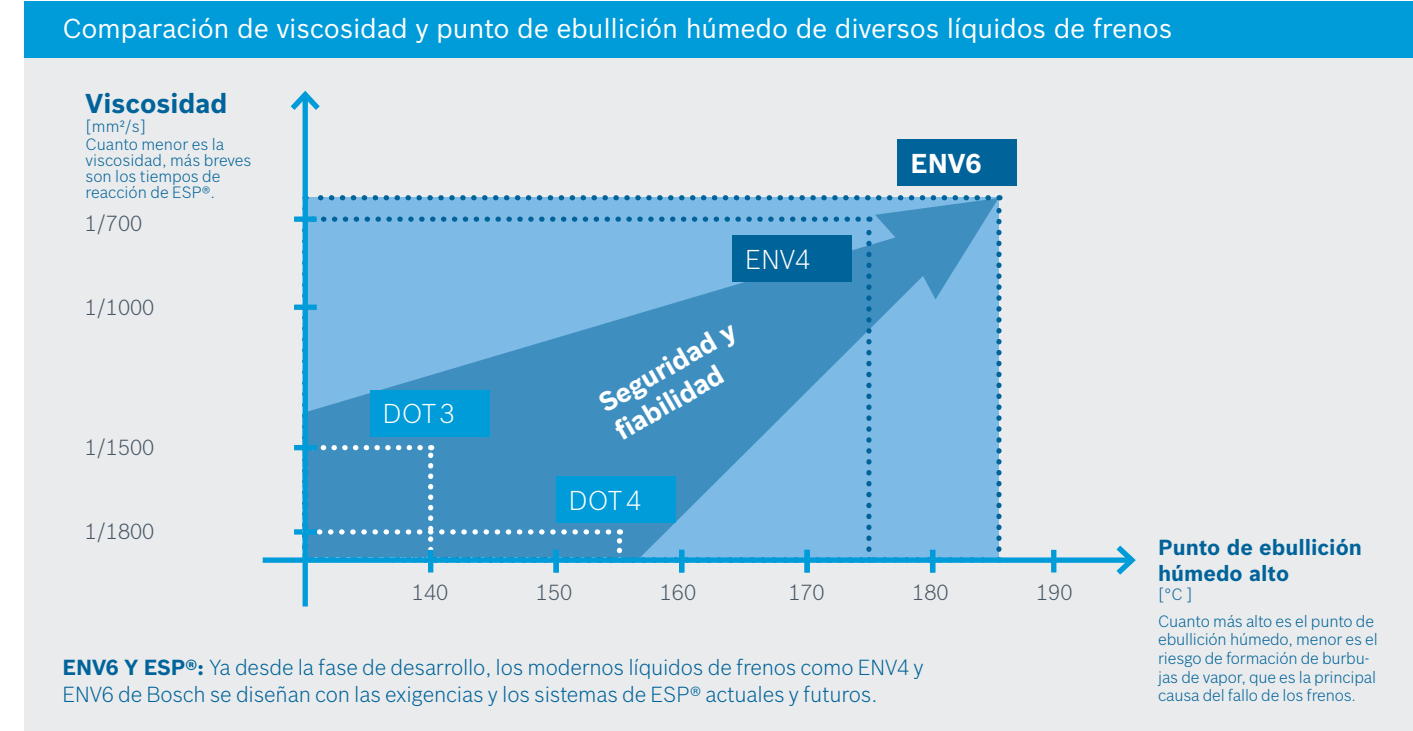 Comparación de viscosidad y punto de ebullición húmedo de diversos líquidos de frenos
Viscosidad
[mm²/s]
Cuanto menor es la
viscosidad, más breves
son los tiempos de
reacción de ESP®.
1/700
1/1000
1/1500
1/1800
ENV6
ENV4
Seguridad y
fiabilidad
DOT 3
DOT 4
140
150
160
170
180
190
Punto de ebullición
húmedo alto
[°C ]
Cuanto más alto es el punto de
ebullición húmedo, menor es el
riesgo de formación de burbu-
jas de vapor, que es la principal
causa del fallo de los frenos.
ENV6 Y ESP®: Ya desde la fase de desarrollo, los modernos líquidos de frenos como ENV4 y
ENV6 de Bosch se diseñan con las exigencias y los sistemas de ESP® actuales y futuros.